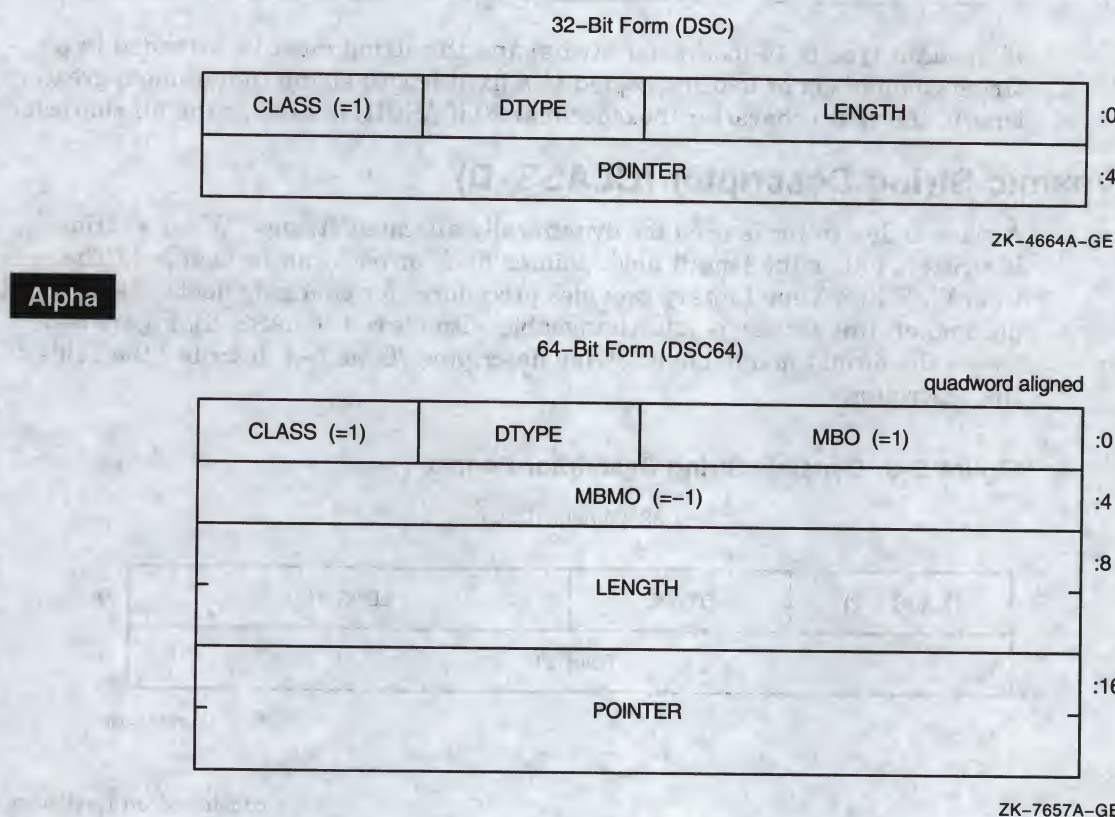 32–Bit Form (DSC)
CLASS (=1) DTYPE LENGTH :0
POINTER :4
ZK–4664A–GE
Alpha
64–Bit Form (DSC64)
quadword aligned
CLASS (=1) DTYPE MBO (=1) :0
MBMO (=–1) :4
:8
LENGTH
:16
POINTER
ZK–7657A–GE